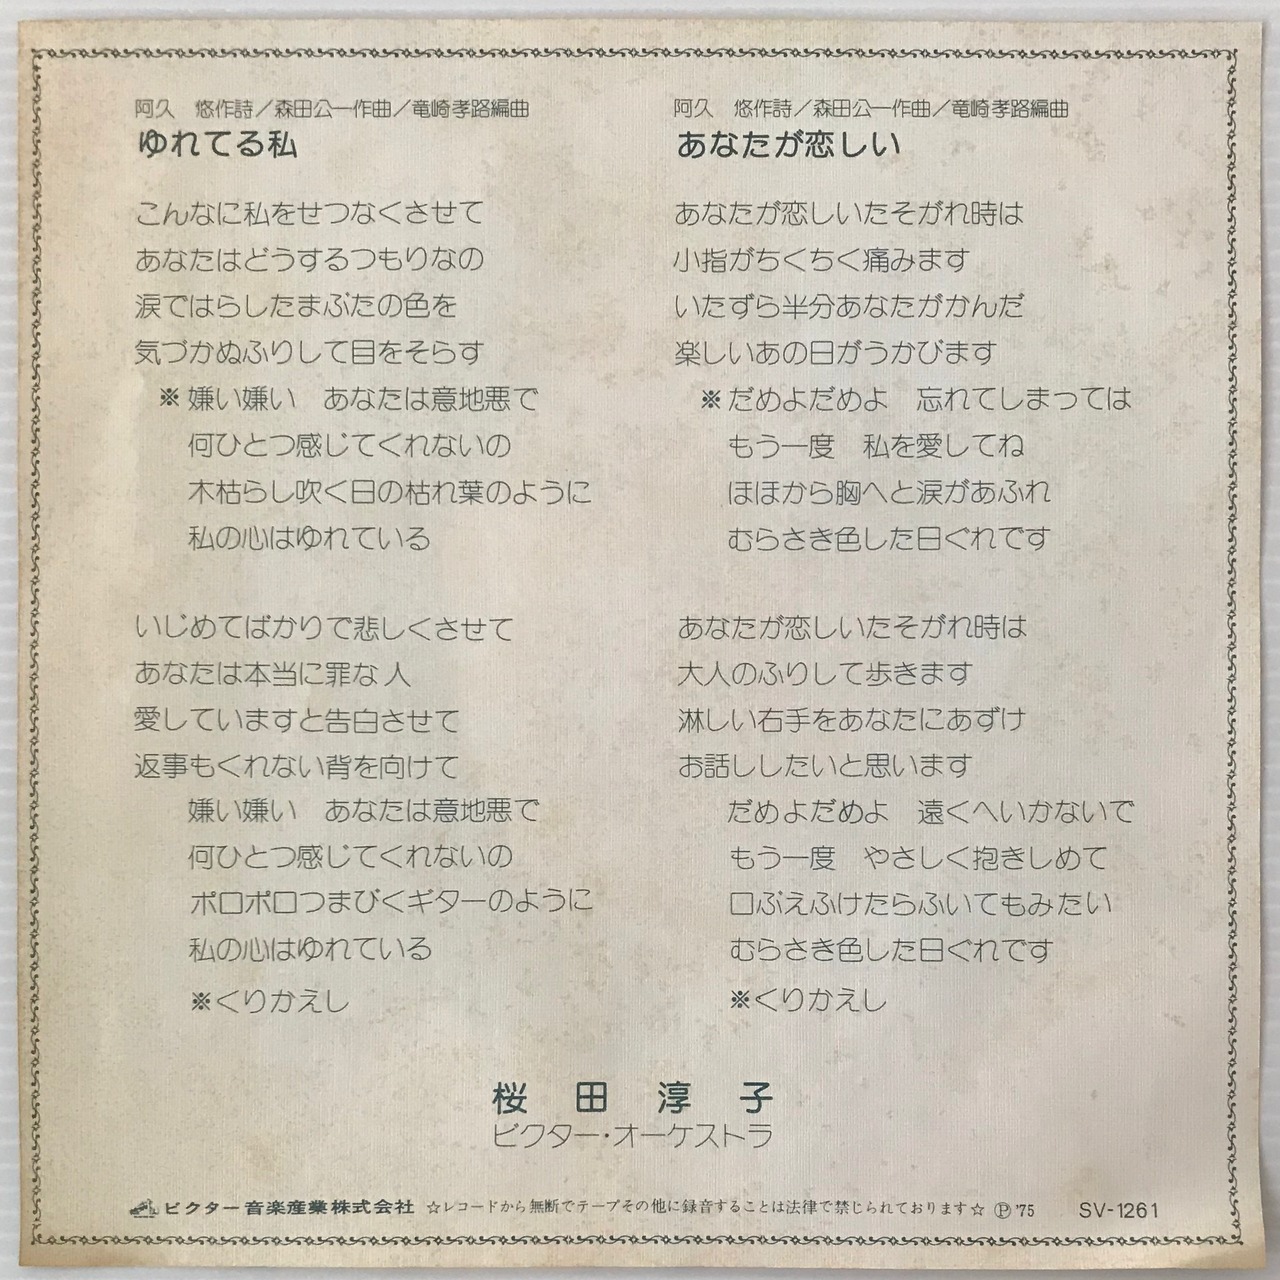 阿久　悠作詩／森田公一作曲／竜崎孝路編曲
ゆれてる私
こんなに私をせつなくさせて
あなたはどうするつもりなの
涙ではらしたまぶたの色を
気づかぬふりして目をそらす
※嫌い嫌い　あなたは意地悪で
何ひとつ感じてくれないの
木枯らし吹く日の枯れ葉のように
私の心はゆれている
いじめてばかりで悲しくさせて
あなたは本当に罪な人
愛していますと告白させて
返事もくれない背を向けて
嫌い嫌い　あなたは意地悪で
何ひとつ感じてくれないの
ポロポロつまびくギターのように
私の心はゆれている
※くりかえし
阿久　悠作詩／森田公一作曲／竜崎孝路編曲
あなたが恋しい
あなたが恋しいたそがれ時は
小指がちくちく痛みます
いたずら半分あなたがかんだ
楽しいあの日がうかびます
※だめよだめよ　忘れてしまっては
もう一度　私を愛してね
ほほから胸へと涙があふれ
むらさき色した日ぐれです
あなたが恋しいたそがれ時は
大人のふりして歩きます
淋しい右手をあなたにあずけ
お話ししたいと思います
だめよだめよ　遠くへいかないで
もう一度　やさしく抱きしめて
口ぶえふけたらふいてもみたい
むらさき色した日ぐれです
※くりかえし
桜田淳子
ビクター・オーケストラ
ビクター音楽産業株式会社 ☆レコードから無断でテープその他に録音することは法律で禁じられております☆ Ⓟ'75 SV-1261